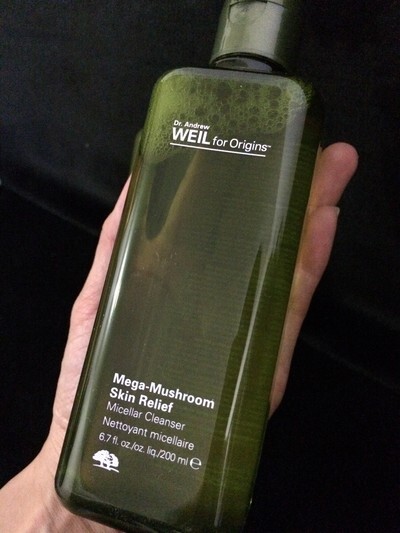 Dr. Andrew
WEIL for Origins™
Mega-Mushroom
Skin Relief
Micellar Cleanser
Nettoyant micellaire
6.7 fl. oz./oz. liq./200 ml ℮